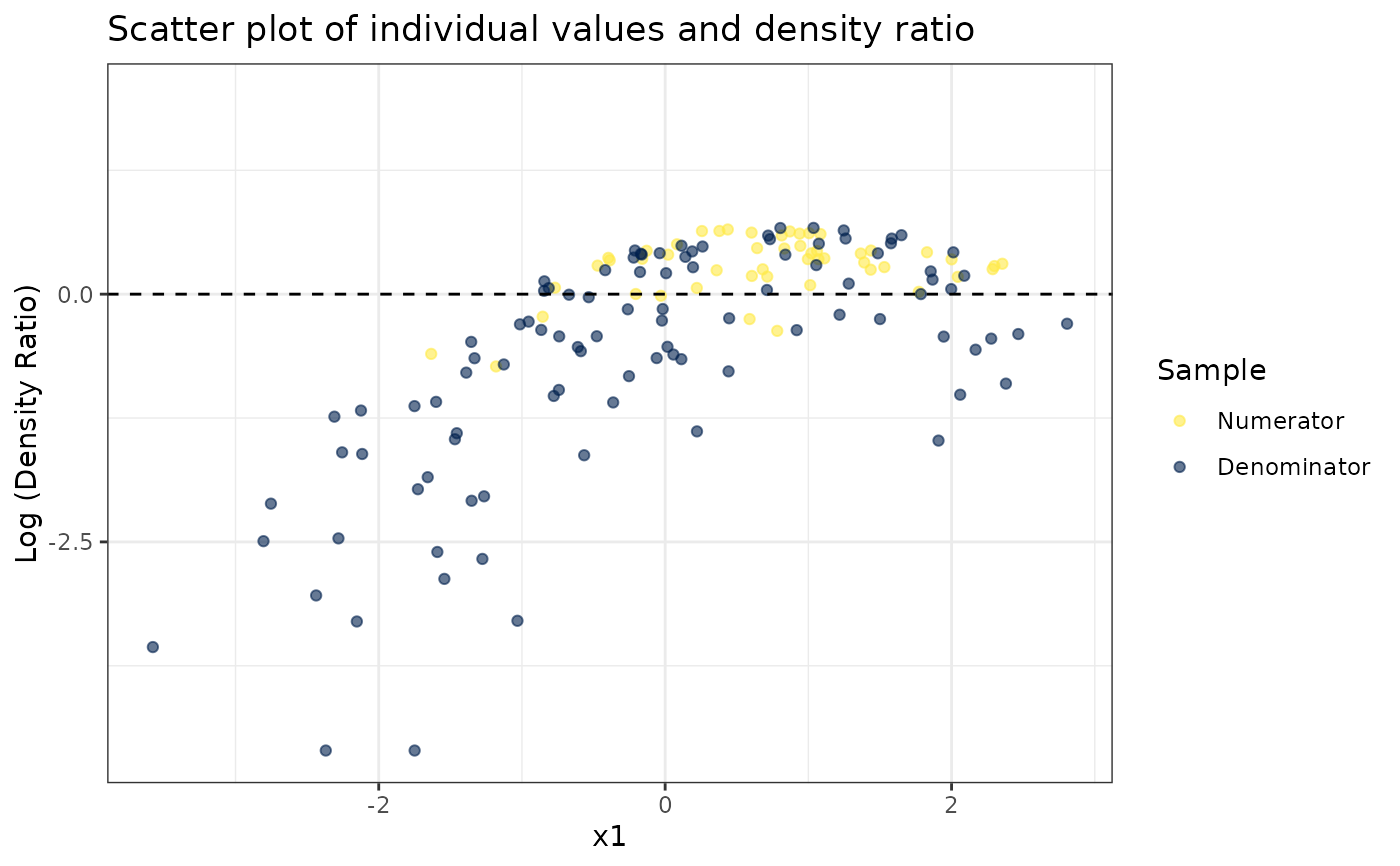 Scatter plot of individual values and density ratio
Log (Density Ratio)
0.0
-2.5
-2
0
2
x1
Sample
Numerator
Denominator